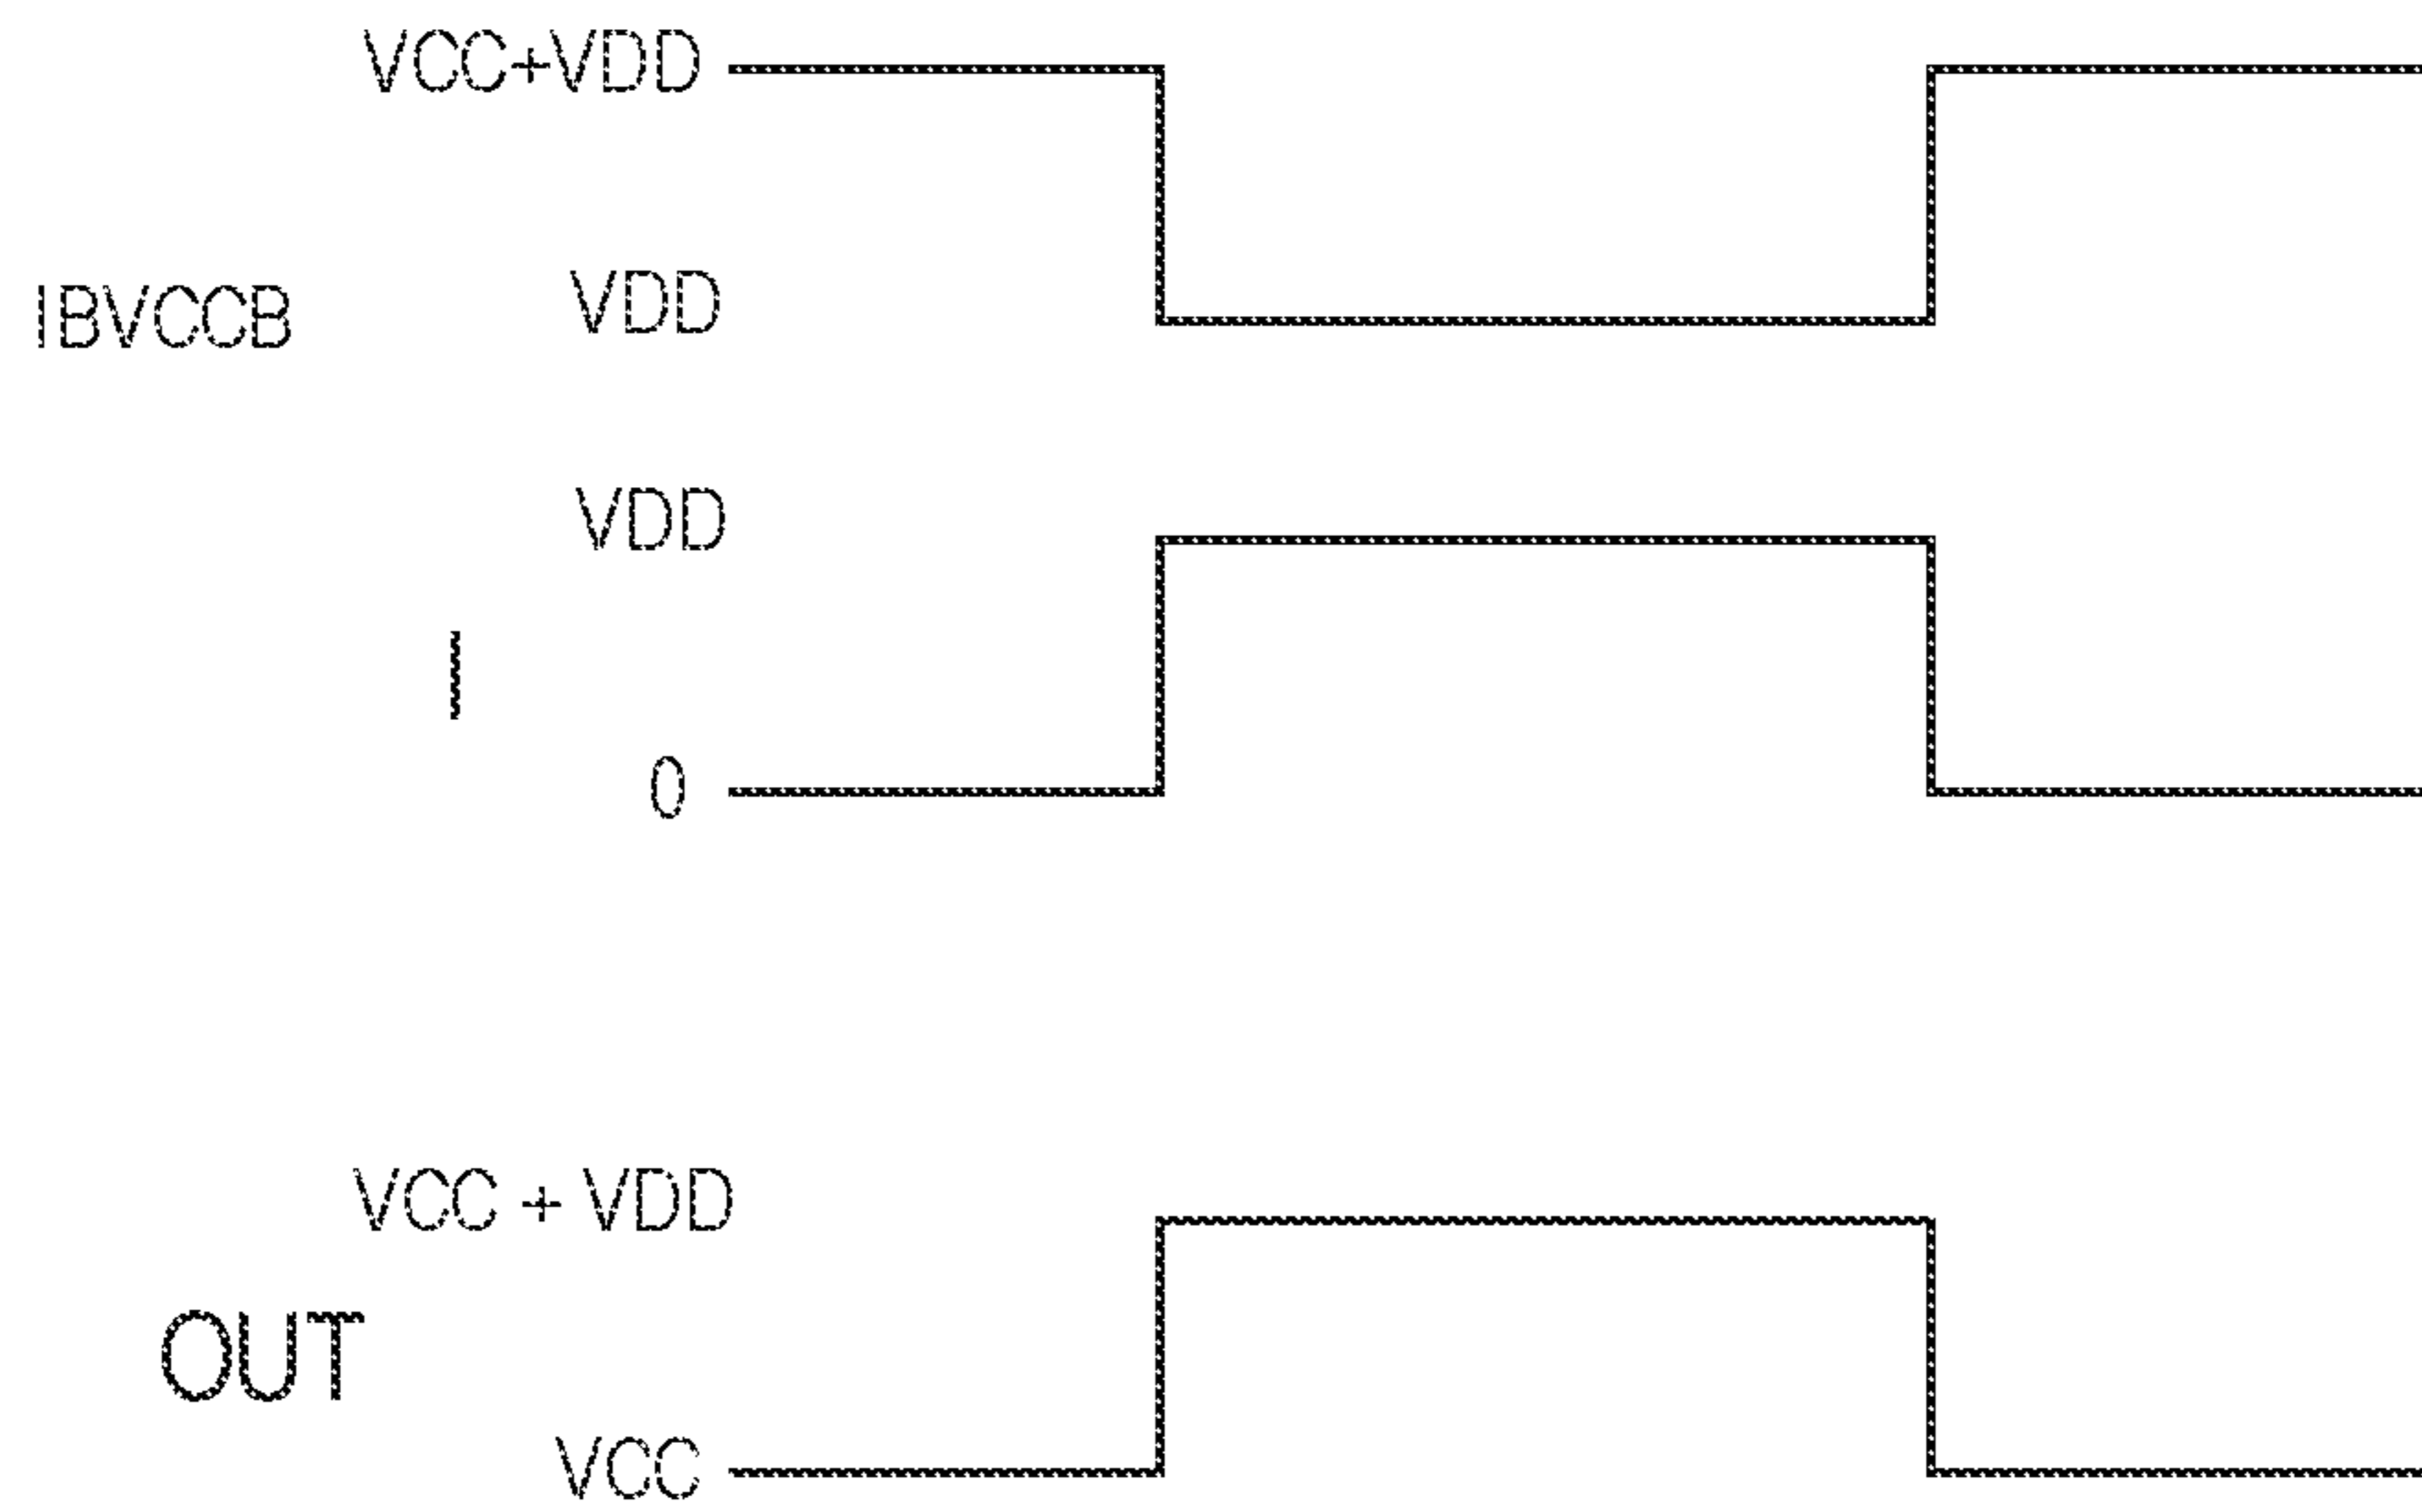 VCC+VDD
IBVCCB
VDD
VDD
I
0
VCC + VDD
OUT
VCC